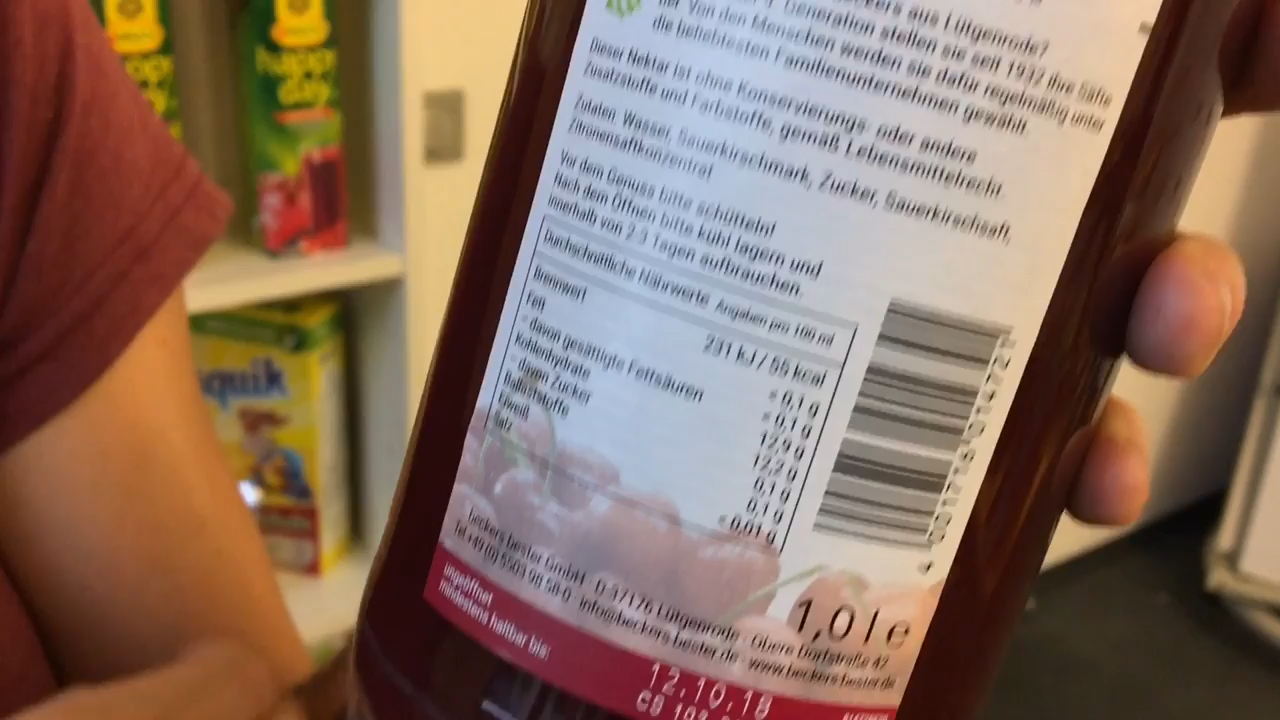 happy day
quik
Beckers aus Lütgenrode?
Generation stellen sie seit 1932 ihre Säfte
her. Von den Menschen werden sie dafür regelmäßig unter
die beliebtesten Familienunternehmen gewählt.
Dieser Nektar ist ohne Konservierungs- oder andere
Zusatzstoffe und Farbstoffe, gemäß Lebensmittelrecht.
Zutaten: Wasser, Sauerkirschmark, Zucker, Sauerkirschsaft,
Zitronensaftkonzentrat
Vor dem Genuss bitte schütteln!
Nach dem Öffnen bitte kühl lagern und
innerhalb von 2-3 Tagen aufbrauchen.
Durchschnittliche Nährwerte Angaben pro 100 ml
Brennwert 231 kJ / 55 kcal
Fett < 0,1 g
- davon gesättigte Fettsäuren < 0,1 g
Kohlenhydrate 12,9 g
- davon Zucker 12,2 g
Ballaststoffe 0,1 g
Eiweiß 0,1 g
Salz < 0,01 g
beckers bester GmbH · D-37176 Lütgenrode · Obere Dorfstraße 42
Tel +49 (0) 5503 98 58-0 · info@beckers-bester.de · www.beckers-bester.de
1,0 l e
ungeöffnet
mindestens haltbar bis:
12.10.18